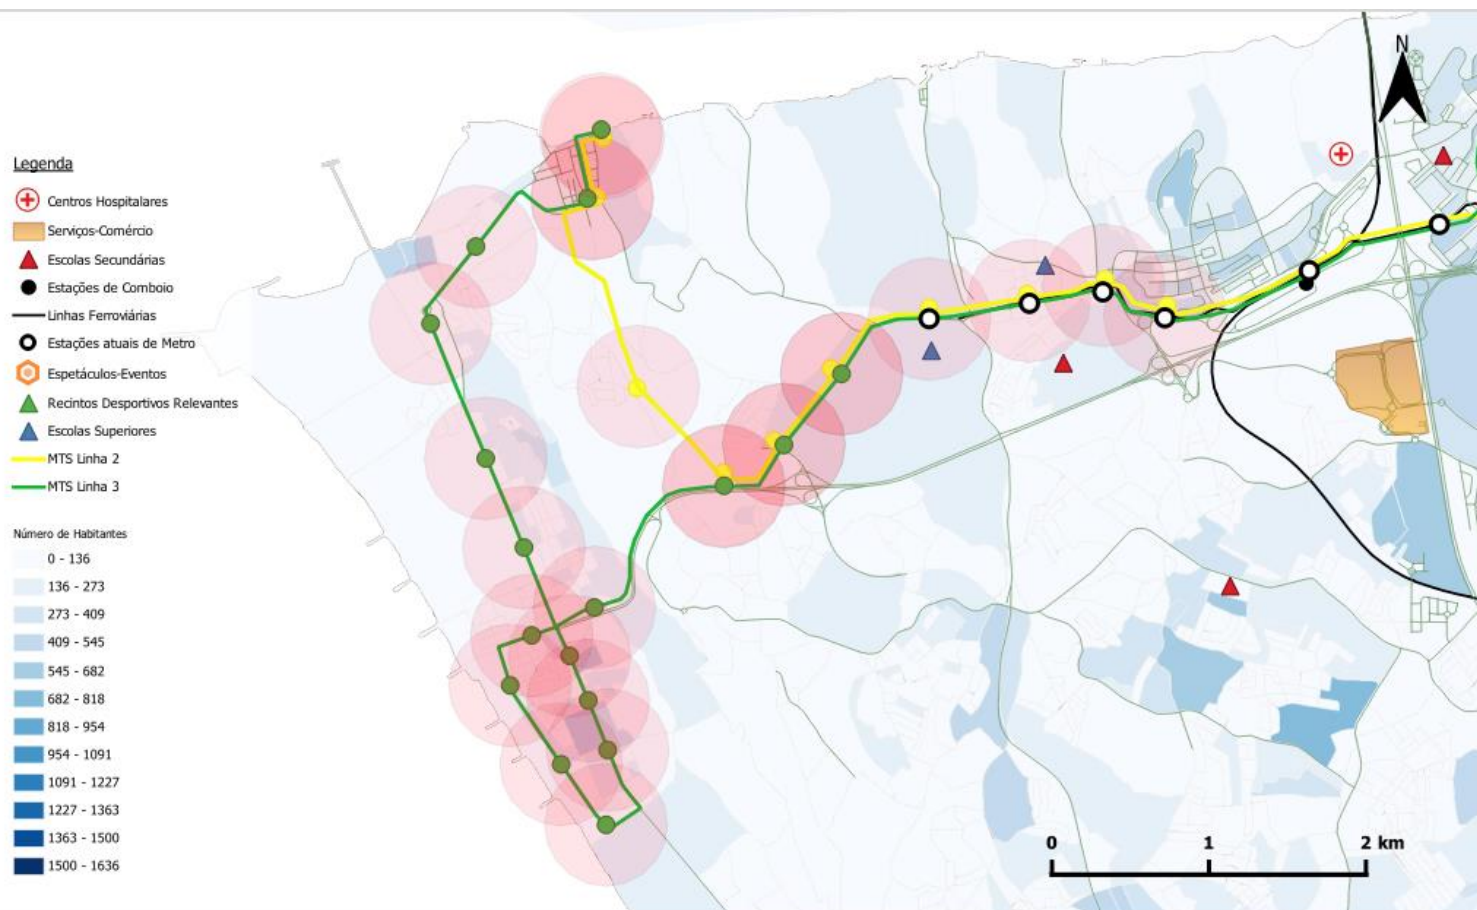 N
Legenda
Centros Hospitalares
Serviços-Comércio
Escolas Secundárias
Estações de Comboio
Linhas Ferroviárias
Estações atuais de Metro
Espetáculos-Eventos
Recintos Desportivos Relevantes
Escolas Superiores
MTS Linha 2
MTS Linha 3
Número de Habitantes
0 - 136
136 - 273
273 - 409
409 - 545
545 - 682
682 - 818
818 - 954
954 - 1091
1091 - 1227
1227 - 1363
1363 - 1500
1500 - 1636
0 1 2 km